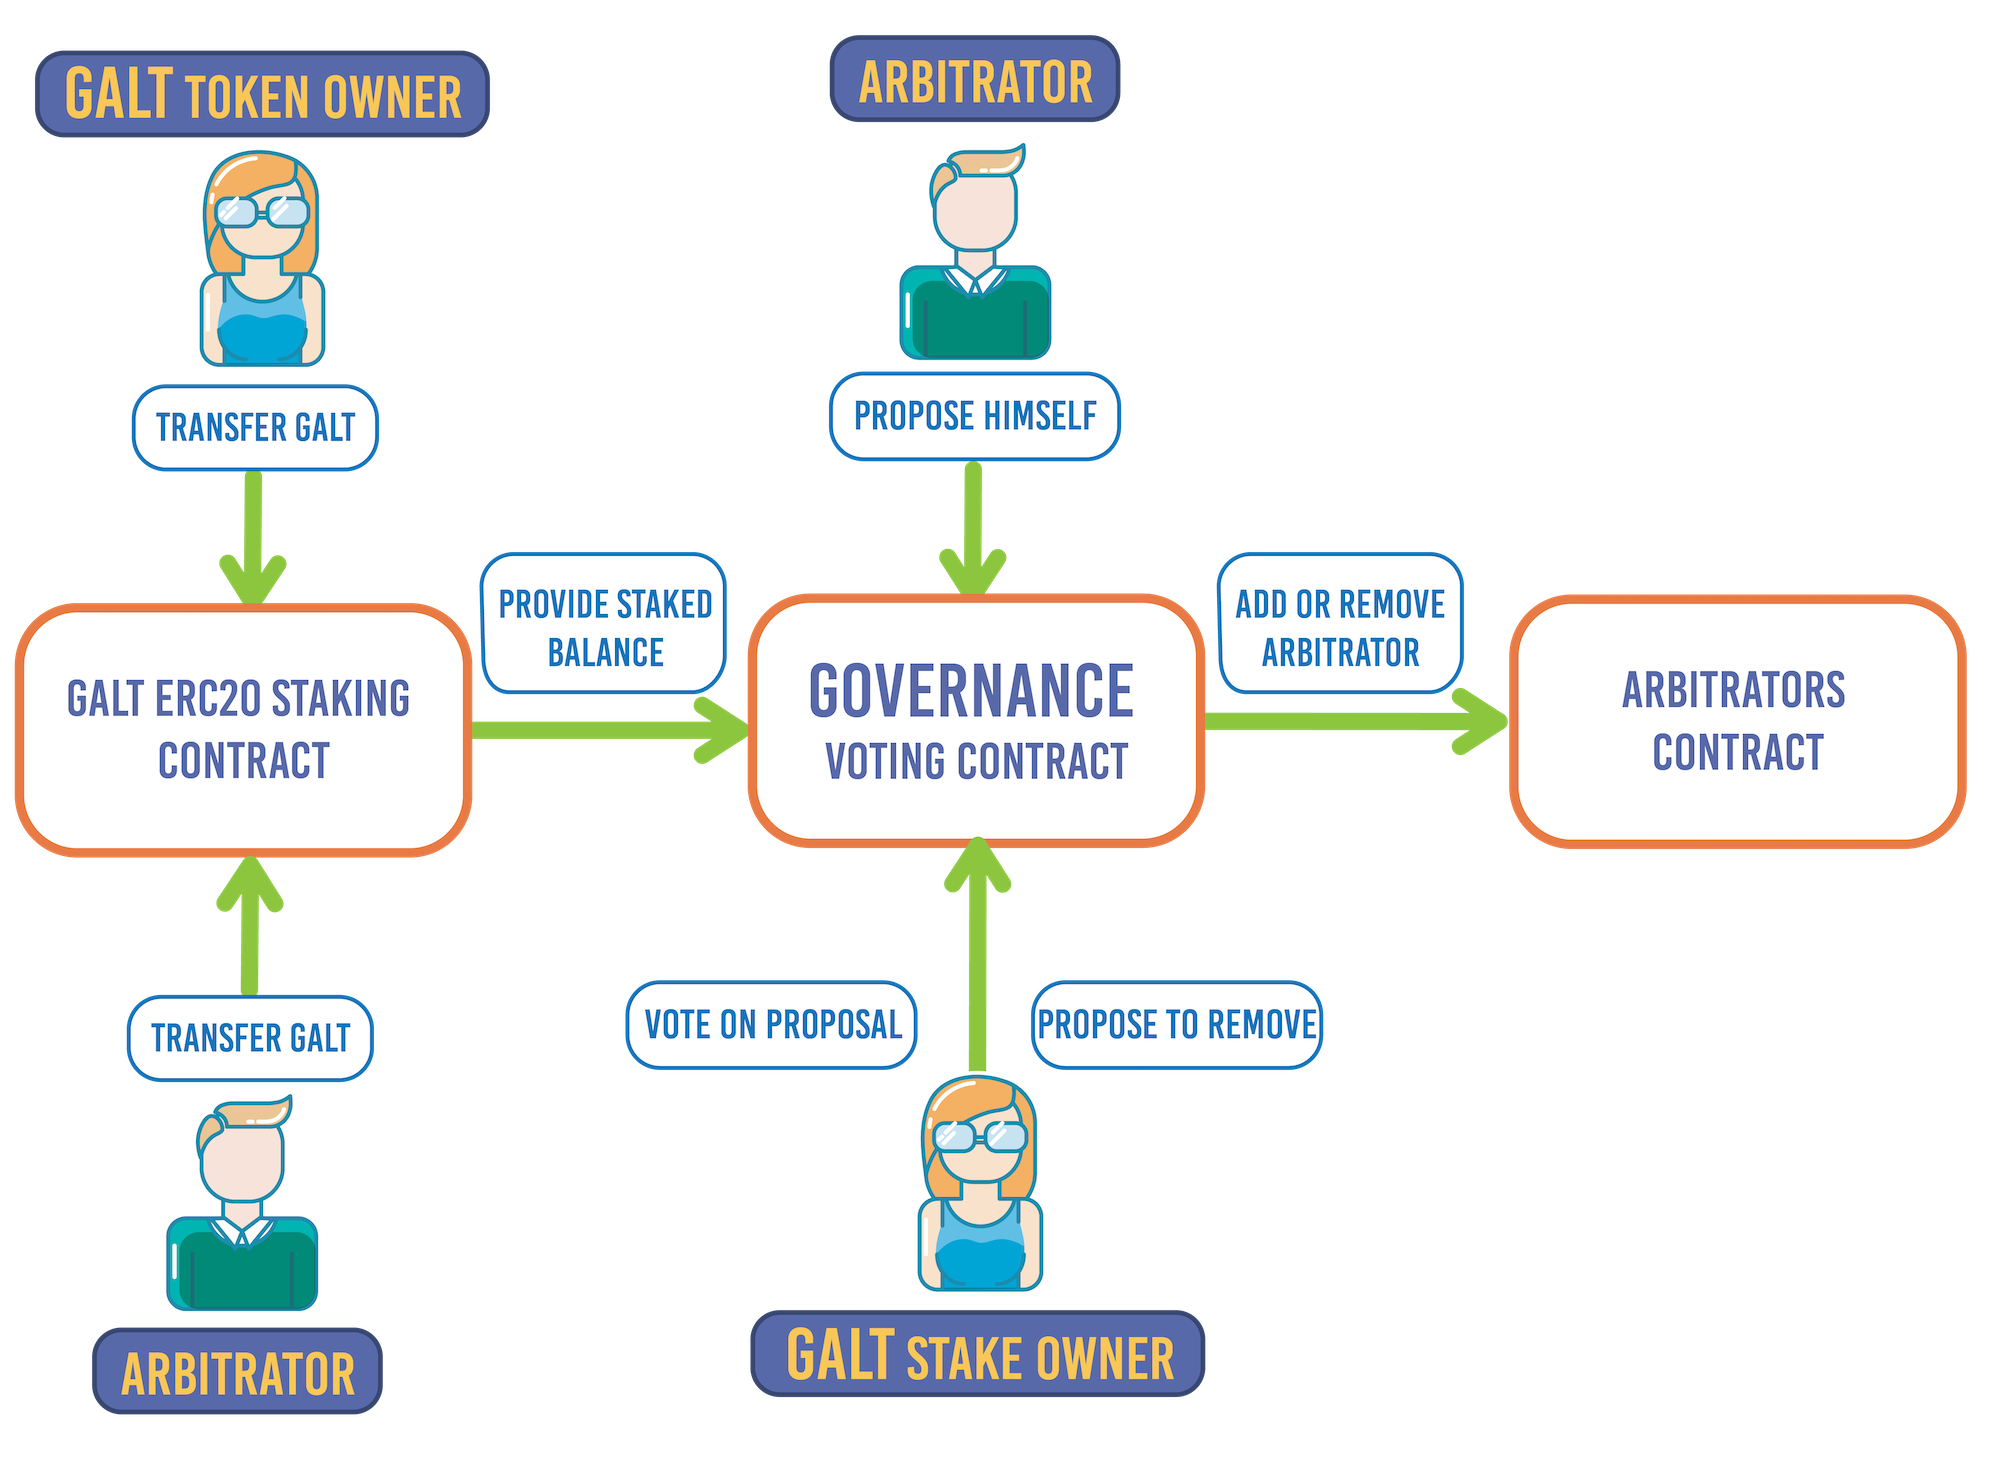 GALT TOKEN OWNER
ARBITRATOR
TRANSFER GALT
PROPOSE HIMSELF
PROVIDE STAKED
BALANCE
ADD OR REMOVE
ARBITRATOR
GALT ERC20 STAKING
CONTRACT
GOVERNANCE
VOTING CONTRACT
ARBITRATORS
CONTRACT
TRANSFER GALT
VOTE ON PROPOSAL
PROPOSE TO REMOVE
ARBITRATOR
GALT STAKE OWNER